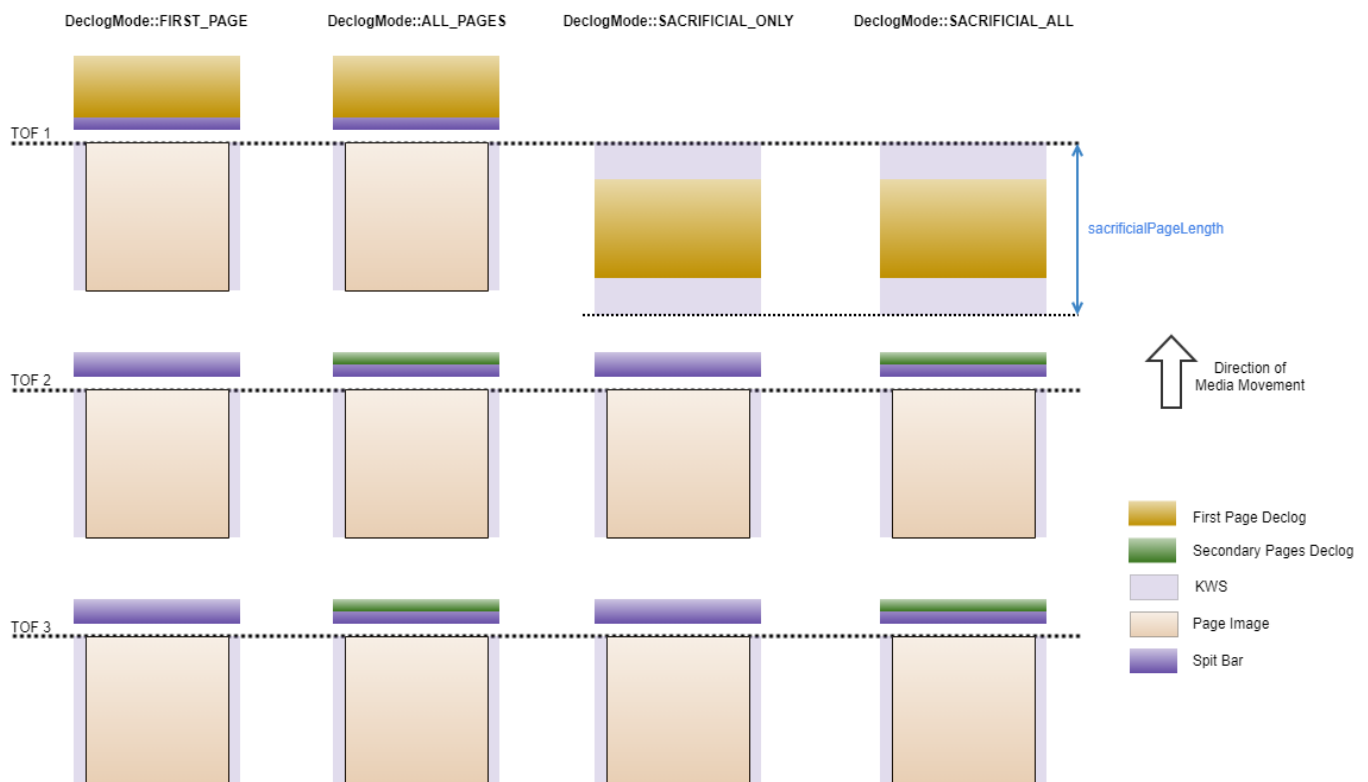 DeclogMode::FIRST_PAGE
DeclogMode::ALL_PAGES
DeclogMode::SACRIFICIAL_ONLY
DeclogMode::SACRIFICIAL_ALL
TOF 1
sacrificialPageLength
TOF 2
Direction of
Media Movement
First Page Declog
Secondary Pages Declog
KWS
TOF 3
Page Image
Spit Bar